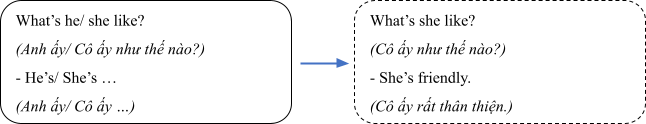 What's he/ she like?
(Anh ấy/ Cô ấy như thế nào?)
- He's/ She's …
(Anh ấy/ Cô ấy …)
What's she like?
(Cô ấy như thế nào?)
- She's friendly.
(Cô ấy rất thân thiện.)